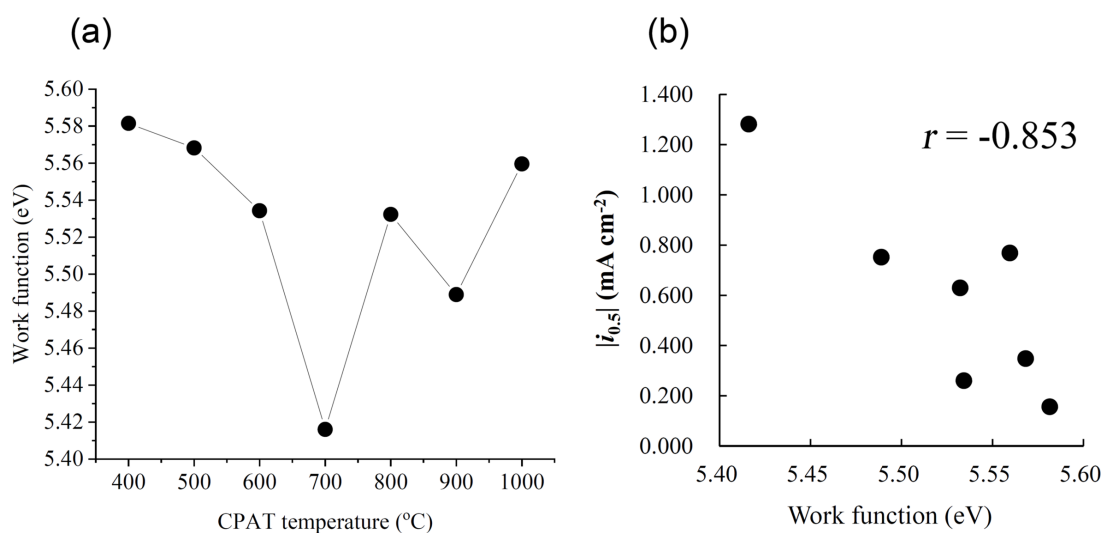 (a)
5.60
5.58
5.56
5.54
5.52
5.50
5.48
5.46
5.44
5.42
5.40
Work function (eV)
400 500 600 700 800 900 1000
CPAT temperature (°C)
(b)
1.400
1.200
1.000
0.800
0.600
0.400
0.200
0.000
|i0.5| (mA cm-2)
r = -0.853
5.40 5.45 5.50 5.55 5.60
Work function (eV)